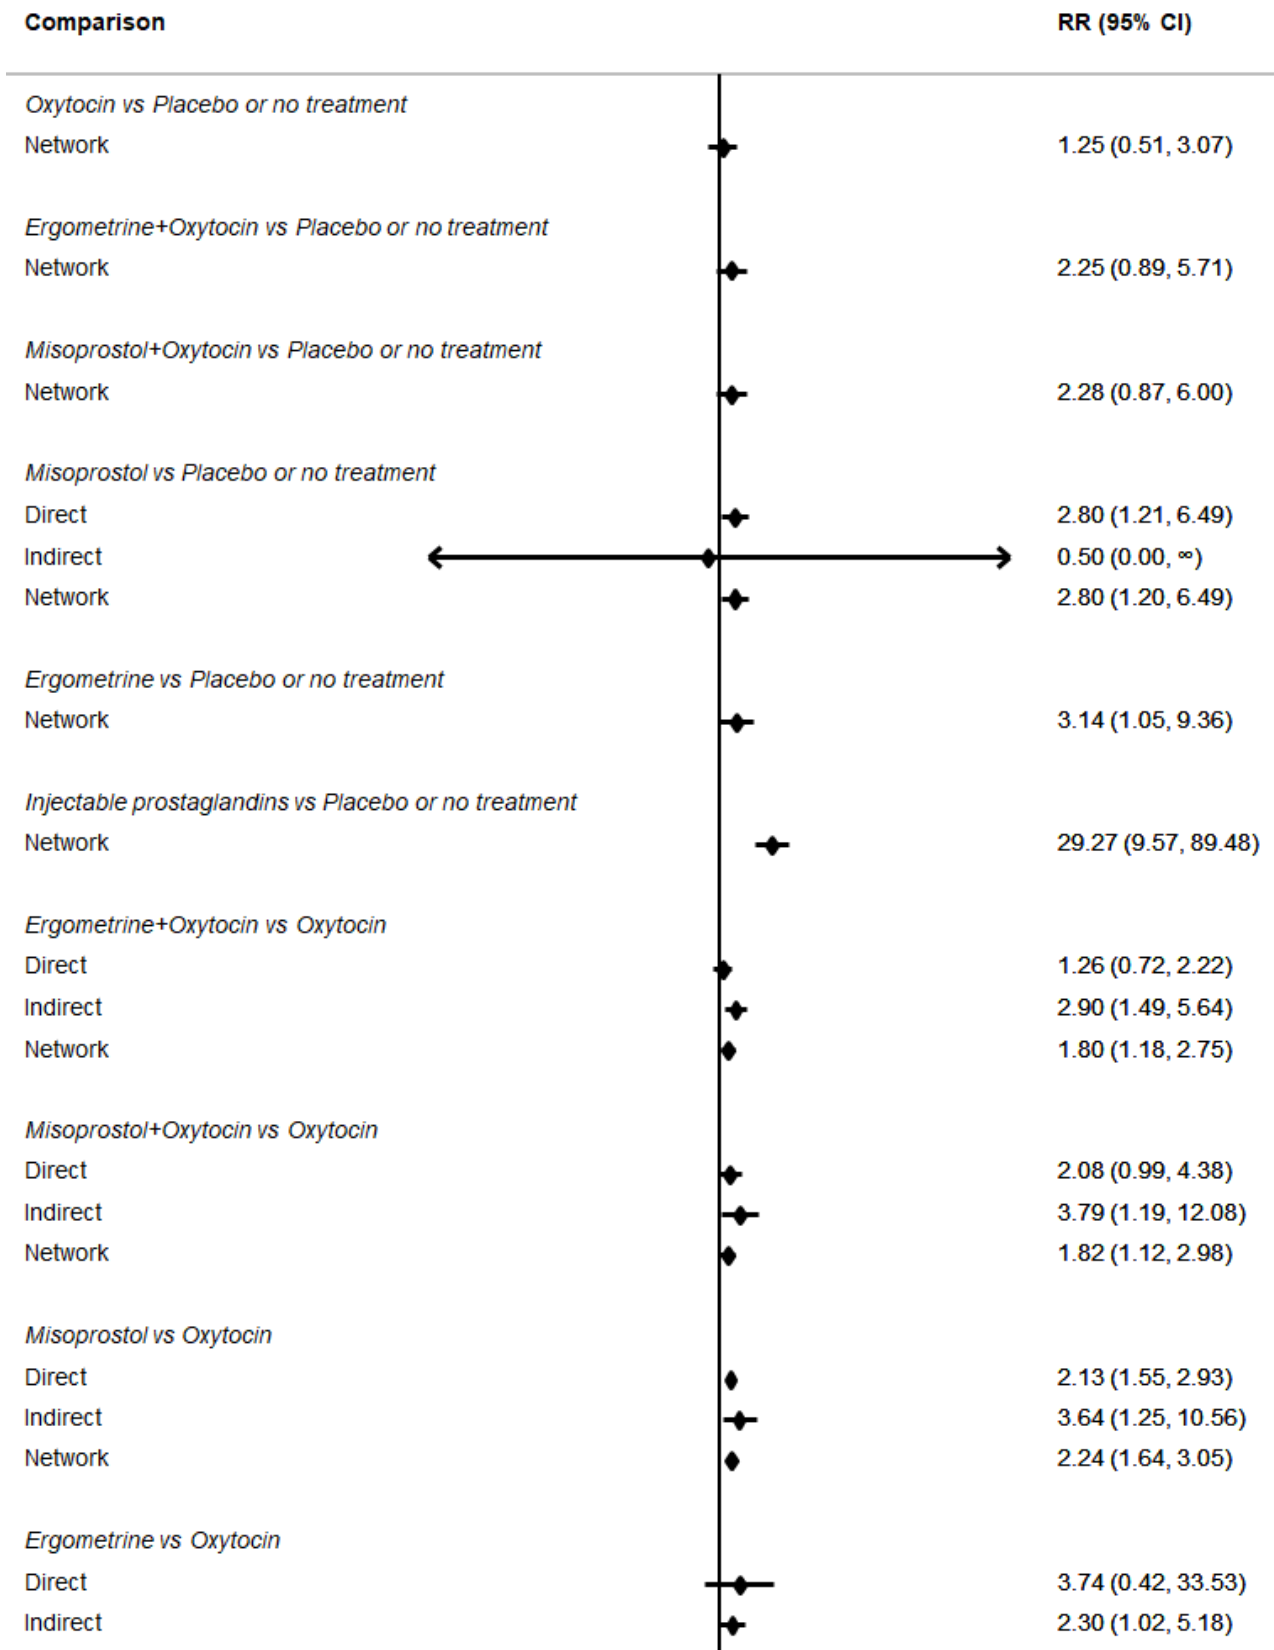 Comparison RR (95% CI)
Oxytocin vs Placebo or no treatment
Network 1.25 (0.51, 3.07)
Ergometrine+Oxytocin vs Placebo or no treatment
Network 2.25 (0.89, 5.71)
Misoprostol+Oxytocin vs Placebo or no treatment
Network 2.28 (0.87, 6.00)
Misoprostol vs Placebo or no treatment
Direct 2.80 (1.21, 6.49)
Indirect 0.50 (0.00, ∞)
Network 2.80 (1.20, 6.49)
Ergometrine vs Placebo or no treatment
Network 3.14 (1.05, 9.36)
Injectable prostaglandins vs Placebo or no treatment
Network 29.27 (9.57, 89.48)
Ergometrine+Oxytocin vs Oxytocin
Direct 1.26 (0.72, 2.22)
Indirect 2.90 (1.49, 5.64)
Network 1.80 (1.18, 2.75)
Misoprostol+Oxytocin vs Oxytocin
Direct 2.08 (0.99, 4.38)
Indirect 3.79 (1.19, 12.08)
Network 1.82 (1.12, 2.98)
Misoprostol vs Oxytocin
Direct 2.13 (1.55, 2.93)
Indirect 3.64 (1.25, 10.56)
Network 2.24 (1.64, 3.05)
Ergometrine vs Oxytocin
Direct 3.74 (0.42, 33.53)
Indirect 2.30 (1.02, 5.18)